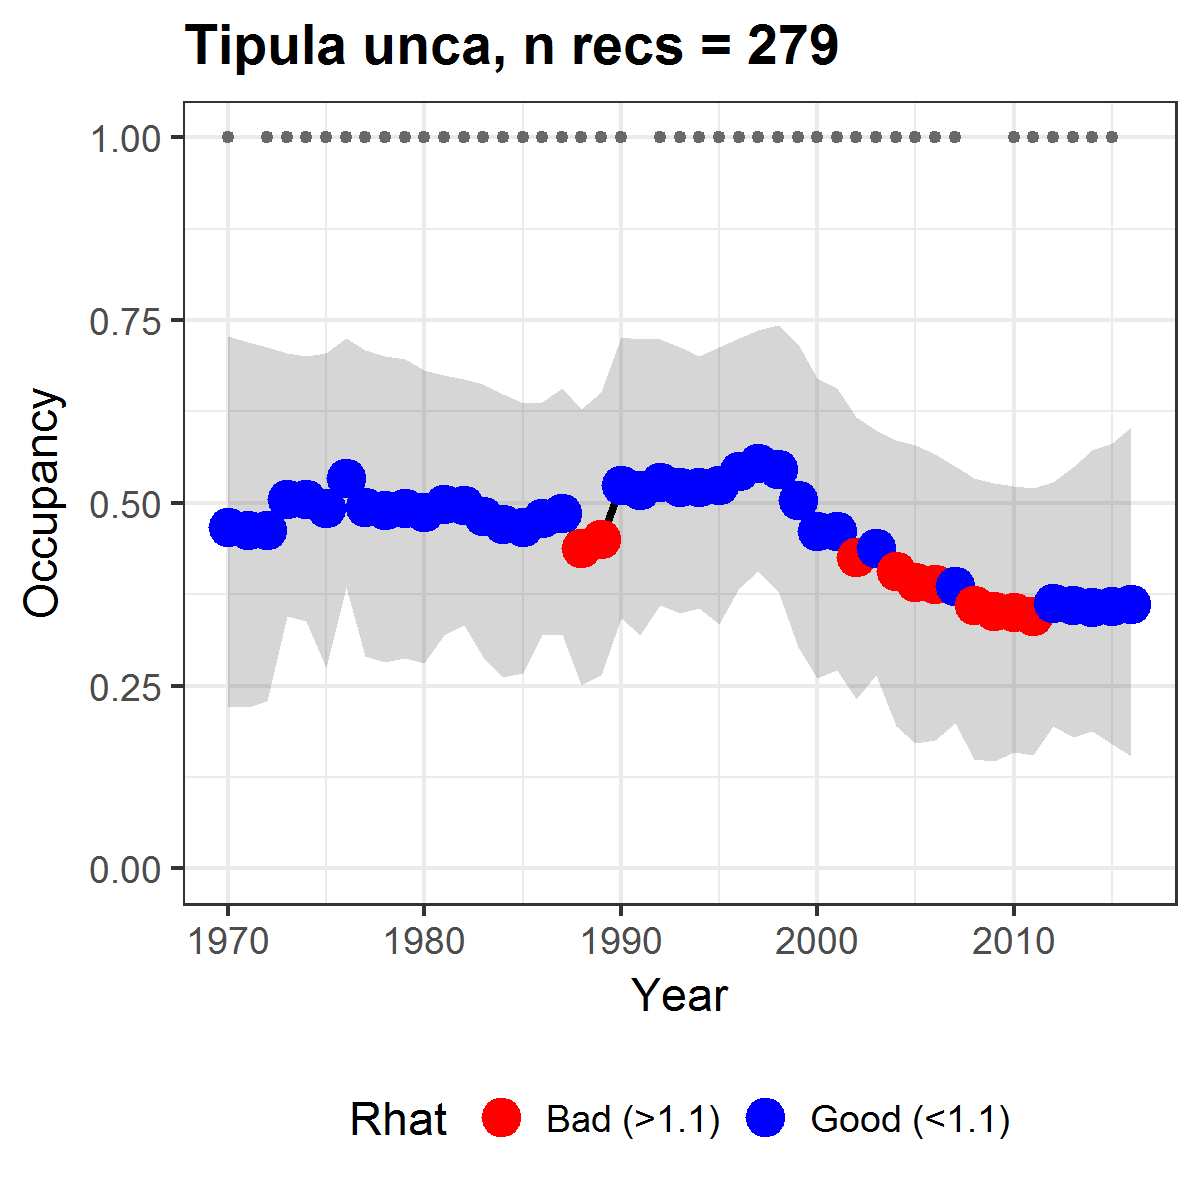 Tipula unca, n recs = 279
1.00
0.75
0.50
0.25
0.00
Occupancy
1970 1980 1990 2000 2010
Year
Rhat Bad (>1.1) Good (<1.1)